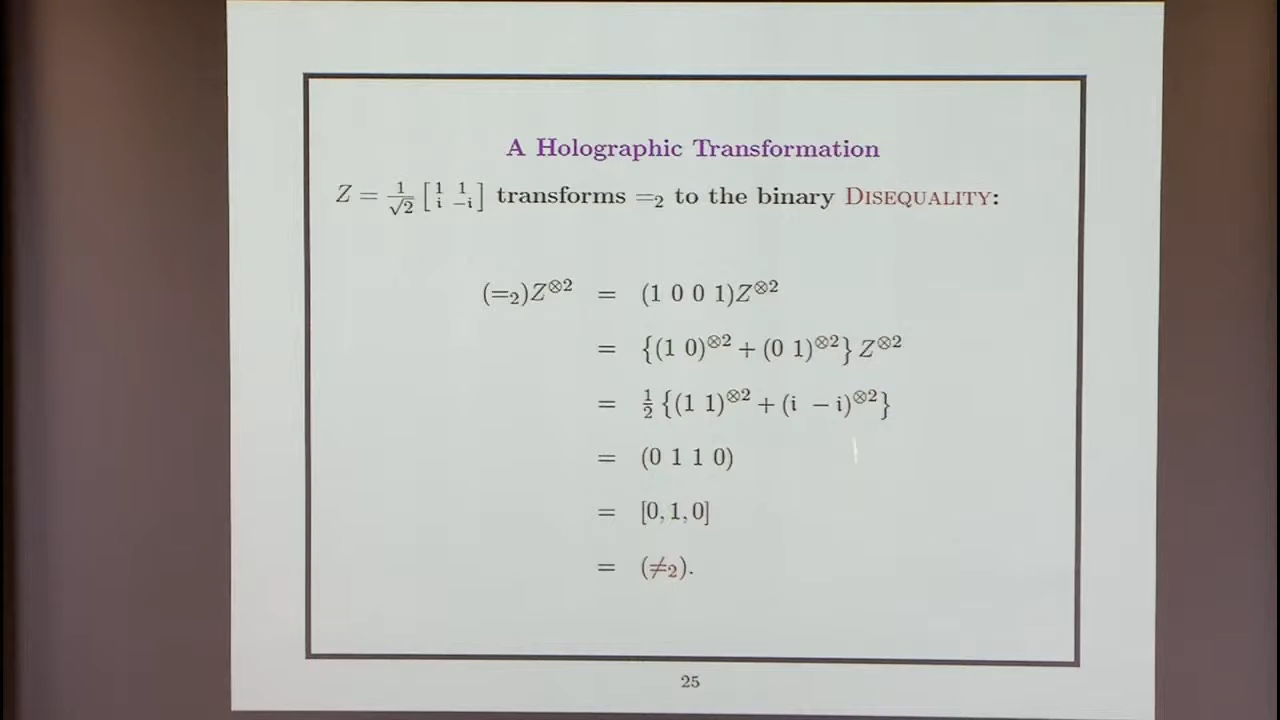 A Holographic Transformation
Z = 1/√2 [1 1; i −i] transforms =₂ to the binary DISEQUALITY:
(=₂)Z^⊗2 = (1 0 0 1)Z^⊗2
= {(1 0)^⊗2 + (0 1)^⊗2} Z^⊗2
= 1/2 {(1 1)^⊗2 + (i −i)^⊗2}
= (0 1 1 0)
= [0, 1, 0]
= (≠₂).
25